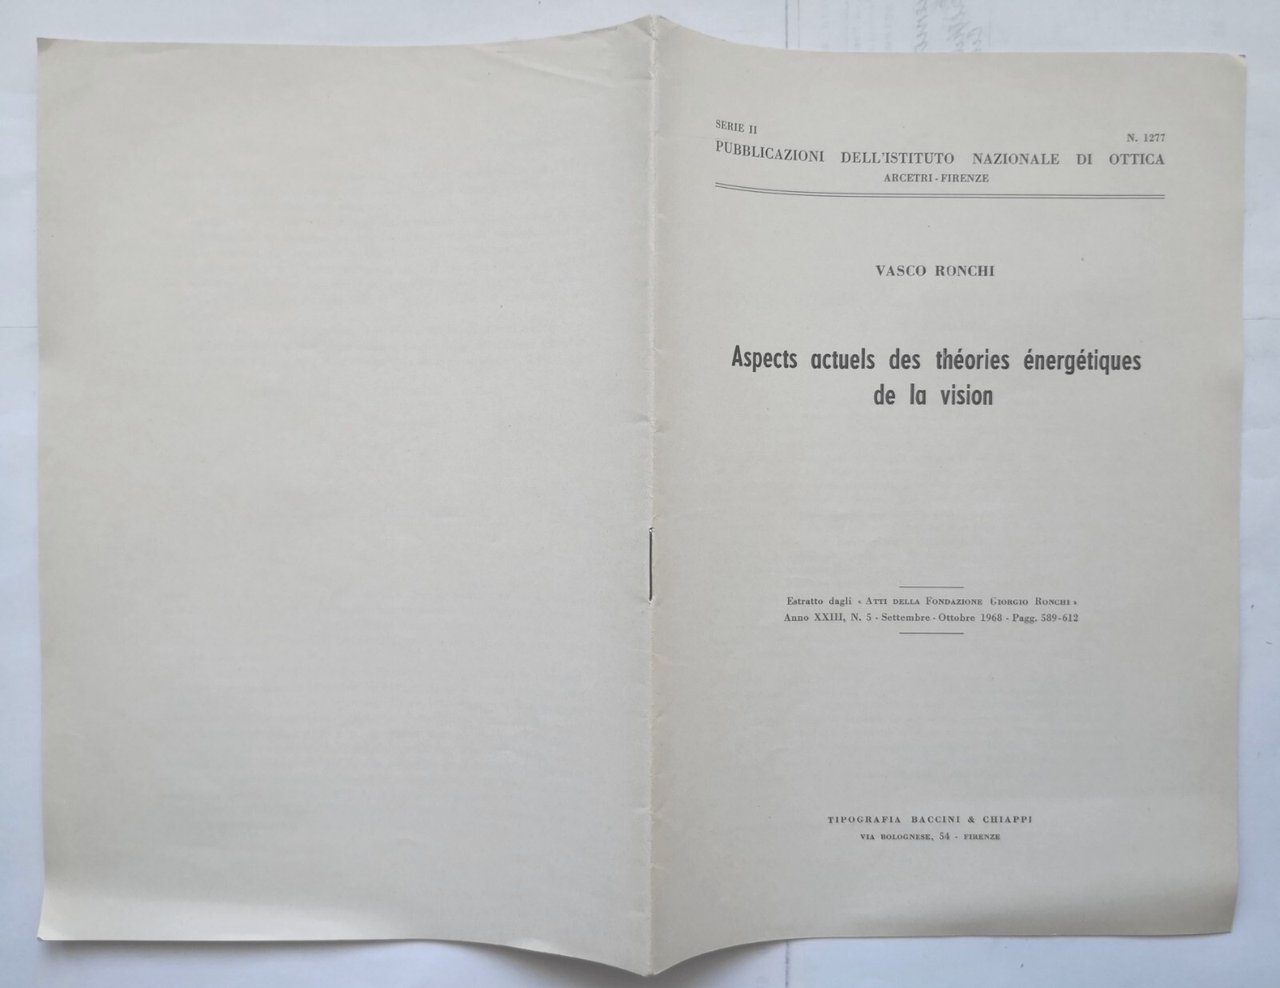 SERIE II
N. 1277
PUBBLICAZIONI DELL'ISTITUTO NAZIONALE DI OTTICA
ARCETRI - FIRENZE
VASCO RONCHI
Aspects actuels des théories énergétiques
de la vision
Estratto dagli « ATTI DELLA FONDAZIONE GIORGIO RONCHI »
Anno XXIII, N. 5 - Settembre - Ottobre 1968 - Pagg. 589-612
TIPOGRAFIA BACCINI & CHIAPPI
VIA BOLOGNESE, 54 - FIRENZE